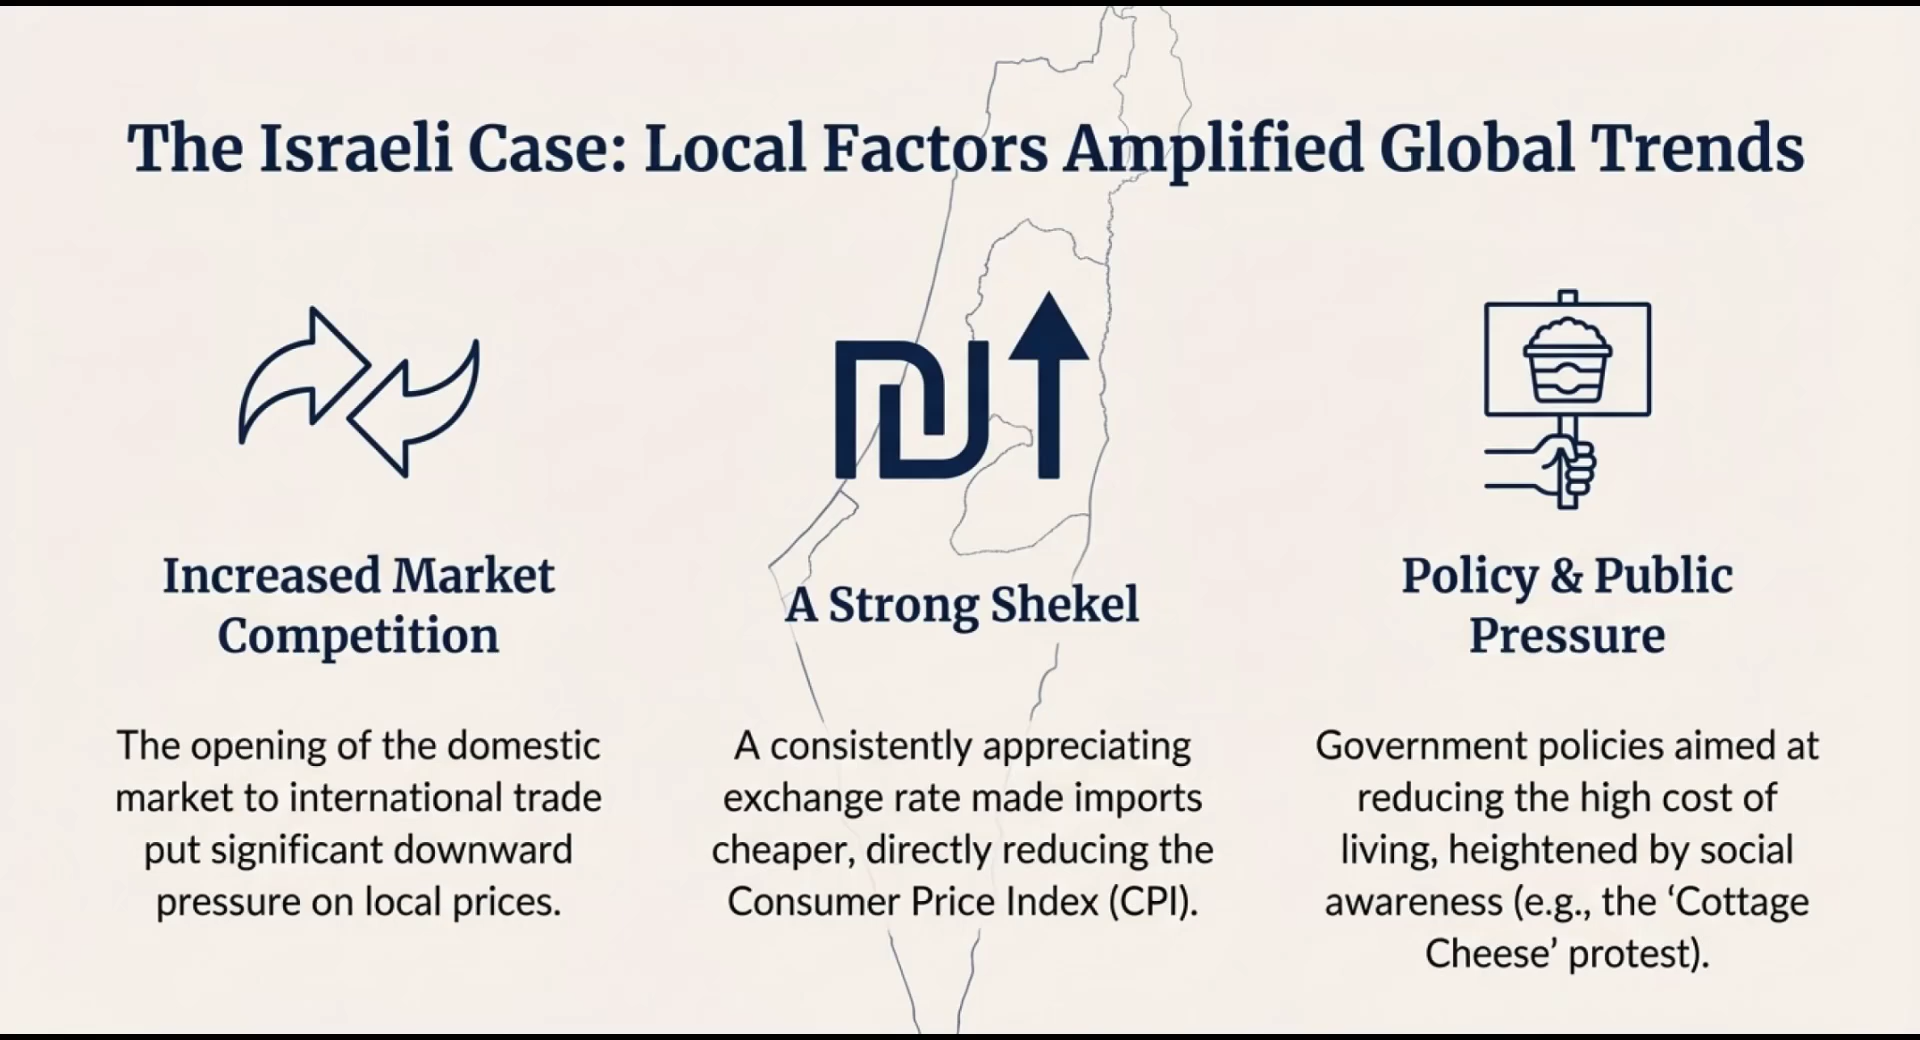 The Israeli Case: Local Factors Amplified Global Trends
Increased Market
Competition
The opening of the domestic
market to international trade
put significant downward
pressure on local prices.
₪
A Strong Shekel
A consistently appreciating
exchange rate made imports
cheaper, directly reducing the
Consumer Price Index (CPI).
Policy & Public
Pressure
Government policies aimed at
reducing the high cost of
living, heightened by social
awareness (e.g., the ‘Cottage
Cheese’ protest).